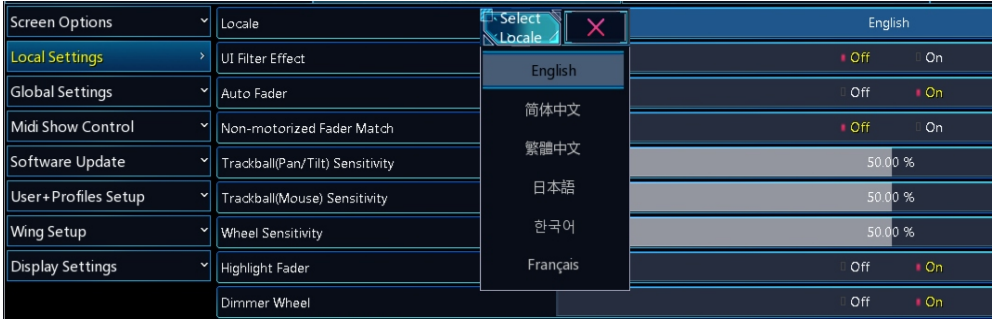 Screen Options
Local Settings
Global Settings
Midi Show Control
Software Update
User+Profiles Setup
Wing Setup
Display Settings
Locale
English
UI Filter Effect
Off On
Auto Fader
Off On
Non-motorized Fader Match
Off On
Trackball(Pan/Tilt) Sensitivity
50.00 %
Trackball(Mouse) Sensitivity
50.00 %
Wheel Sensitivity
50.00 %
Highlight Fader
Off On
Dimmer Wheel
Off On
Select
Locale
English
简体中文
繁體中文
日本語
한국어
Français